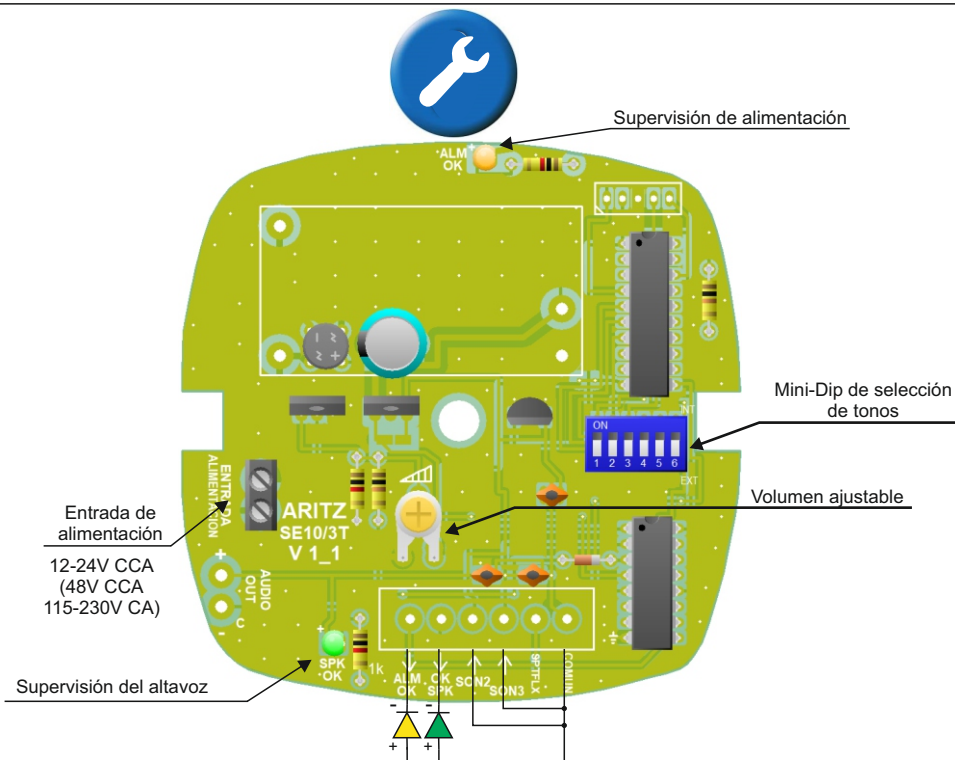 Supervisión de alimentación
ALM
OK
Mini-Dip de selección
de tonos
INT
ON
1 2 3 4 5 6
EXT
ENTRADA
ALIMENTACION
Volumen ajustable
Entrada de
alimentación
12-24V CCA
(48V CCA
115-230V CA)
ARITZ
SE10/3T
V 1_1
+
AUDIO
OUT
C
-
+
SPK
OK
1k
Supervisión del altavoz
ALM
OK
OK
SPK
SON2
SON3
9PTFLX
COMUN
-
-
+
+